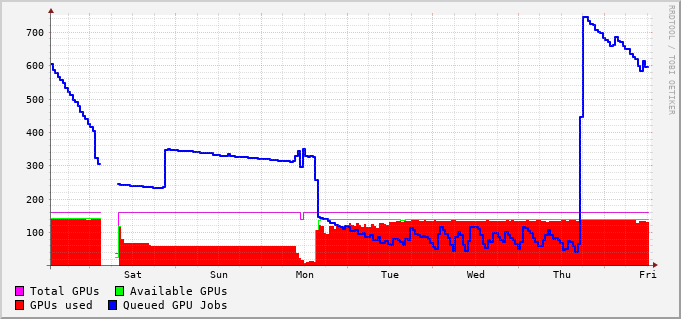 RRDTOOL / TOBI OETIKER
700
600
500
400
300
200
100
Sat Sun Mon Tue Wed Thu Fri
Total GPUs Available GPUs
GPUs used Queued GPU Jobs